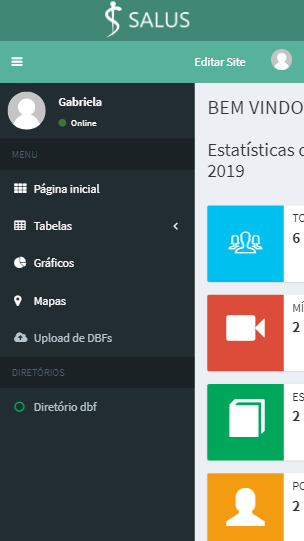 SALUS
Editar Site
Gabriela
Online
MENU
Página inicial
Tabelas
Gráficos
Mapas
Upload de DBFs
DIRETÓRIOS
Diretório dbf
BEM VINDO
Estatísticas
2019
TO
6
MÍ
2
ES
2
PO
2